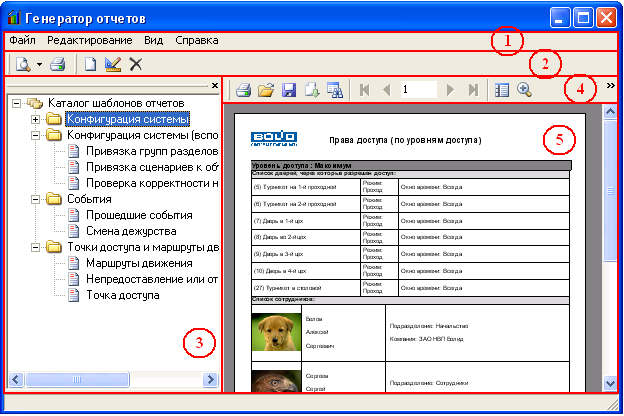 Генератор отчетов
Файл Редактирование Вид Справка
1
2
1
4
Каталог шаблонов отчетов
Конфигурация системы
Конфигурация системы (вспо
Привязка групп разделов
Привязка сценариев к об
Проверка корректности н
События
Прошедшие события
Смена дежурства
Точки доступа и маршруты дв
Маршруты движения
Непредоставление или от
Точка доступа
3
БОЛИД
Права доступа (по уровням доступа)
5
Уровень доступа : Максимум
Список дверей, через которые разрешен доступ:
(5) Турникет на 1-й проходной Режим: Проход Окно времени: Всегда
(6) Турникет на 2-й проходной Режим: Проход Окно времени: Всегда
(7) Дверь в 1-й цех Режим: Проход Окно времени: Всегда
(8) Дверь во 2-й цех Режим: Проход Окно времени: Всегда
(9) Дверь в 3-й цех Режим: Проход Окно времени: Всегда
(10) Дверь в 4-й цех Режим: Проход Окно времени: Всегда
(27) Турникет в столовой Режим: Проход Окно времени: Всегда
Список сотрудников:
Белов
Алексей
Сергеевич
Подразделение: Начальство
Компания: ЗАО НВП Болид
Сергеев
Сергей
Подразделение: Сотрудники